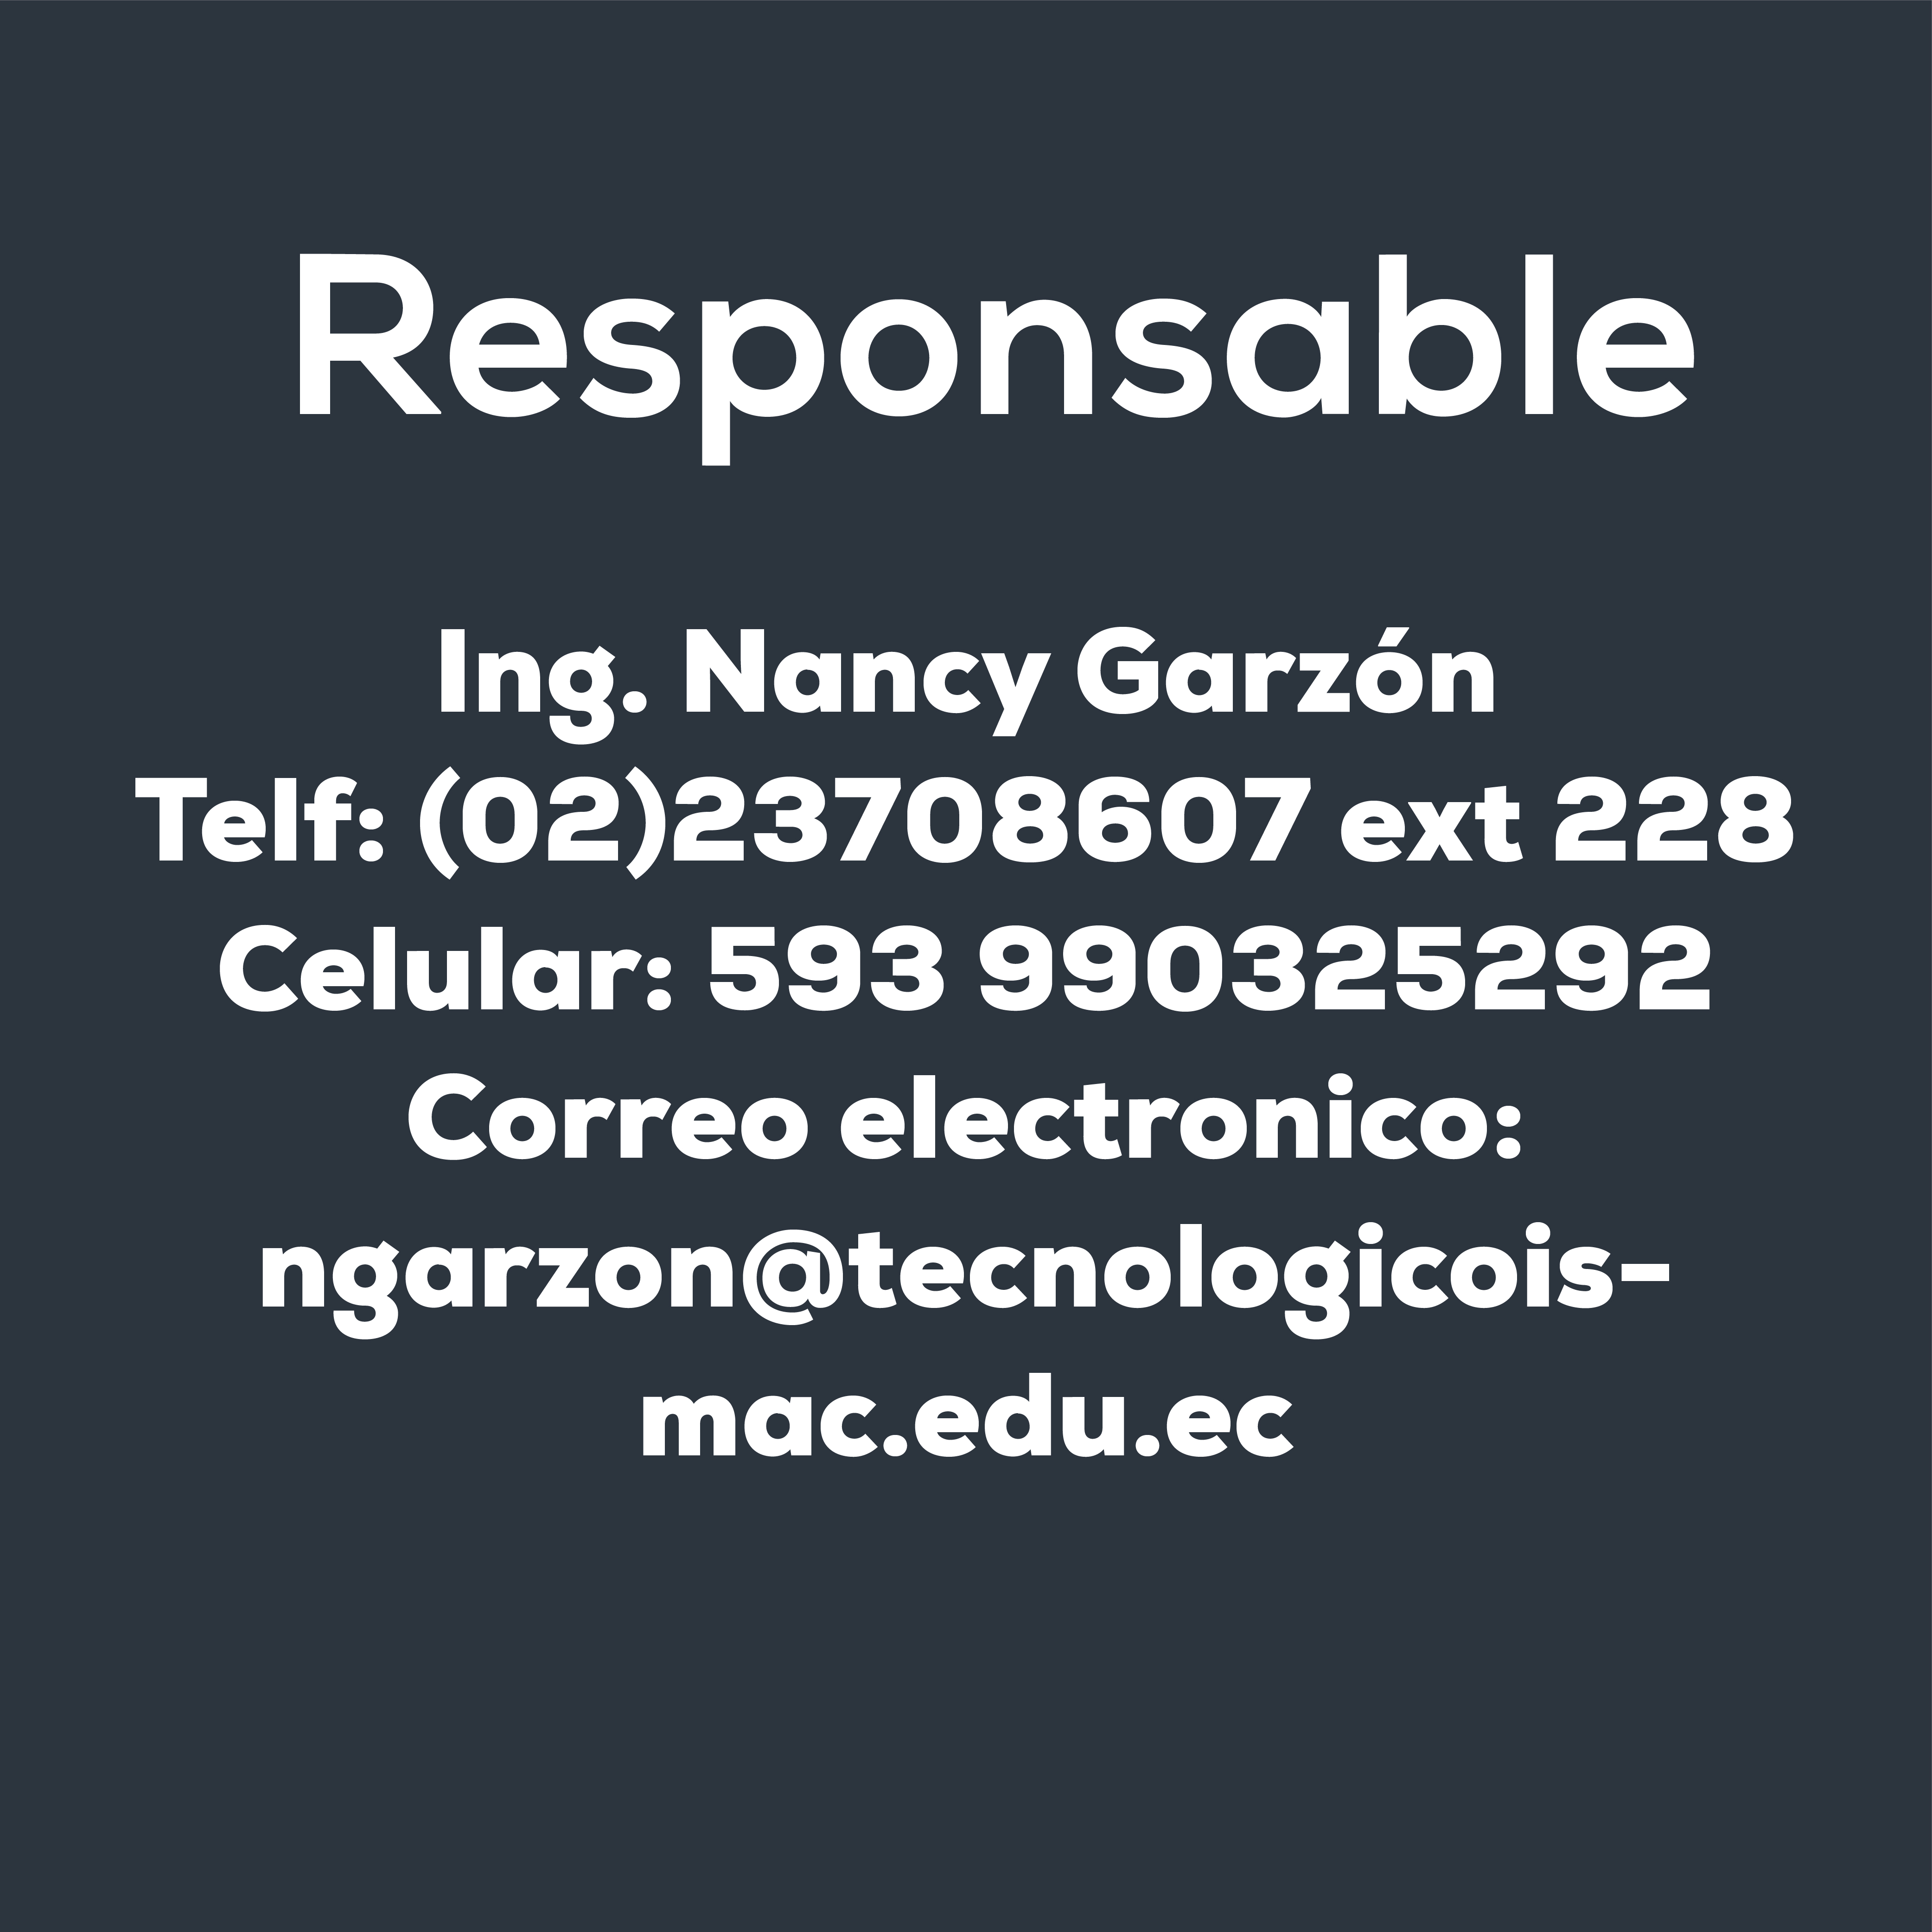 Responsable
Ing. Nancy Garzón
Telf: (02)23708607 ext 228
Celular: 593 990325292
Correo electronico:
ngarzon@tecnologicois-
mac.edu.ec